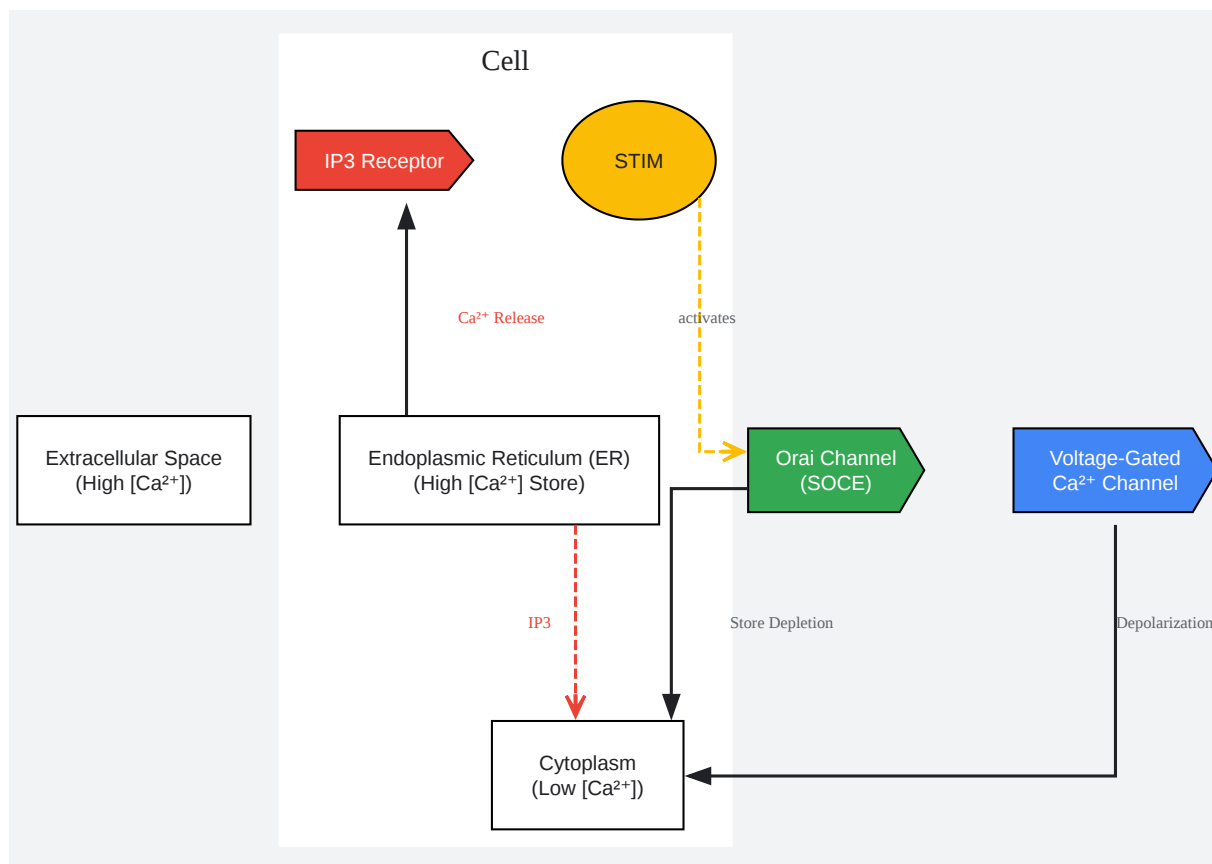 Cell
IP3 Receptor
STIM
Ca²⁺ Release
activates
Extracellular Space
(High [Ca²⁺])
Endoplasmic Reticulum (ER)
(High [Ca²⁺] Store)
Orai Channel
(SOCE)
Voltage-Gated
Ca²⁺ Channel
IP3
Store Depletion
Depolarization
Cytoplasm
(Low [Ca²⁺])